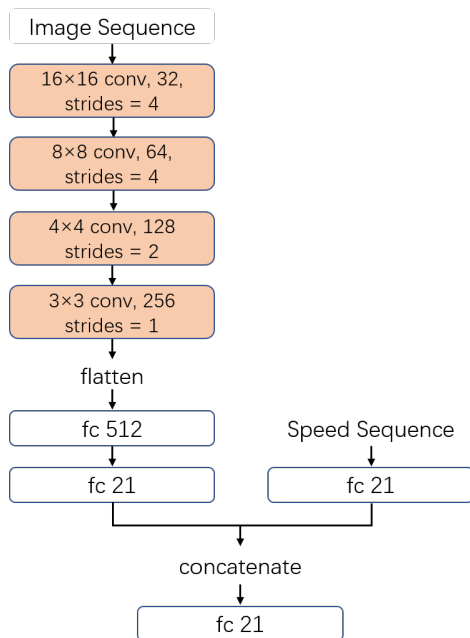 Image Sequence
16×16 conv, 32,
strides = 4
8×8 conv, 64,
strides = 4
4×4 conv, 128
strides = 2
3×3 conv, 256
strides = 1
flatten
fc 512
Speed Sequence
fc 21
fc 21
concatenate
fc 21